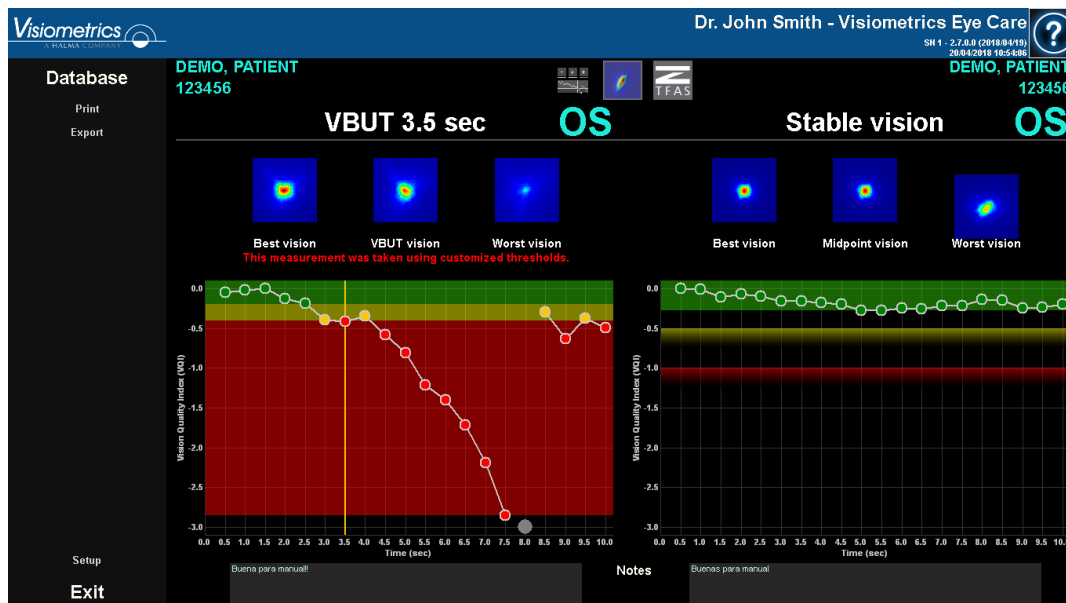 Visiometrics
A HALMA COMPANY
Dr. John Smith - Visiometrics Eye Care
SN 1 - 2.7.0.0 (2018/04/19)
20/04/2018 10:54:06
?
Database
Print
Export
Setup
Exit
DEMO, PATIENT
123456
TFAS
DEMO, PATIENT
123456
VBUT 3.5 sec
OS
Stable vision
OS
Best vision
VBUT vision
Worst vision
This measurement was taken using customized thresholds.
Best vision
Midpoint vision
Worst vision
Vision Quality Index (VQI)
0.0
-0.5
-1.0
-1.5
-2.0
-2.5
-3.0
0.0 0.5 1.0 1.5 2.0 2.5 3.0 3.5 4.0 4.5 5.0 5.5 6.0 6.5 7.0 7.5 8.0 8.5 9.0 9.5 10.0
Time (sec)
Vision Quality Index (VQI)
0.0
-0.5
-1.0
-1.5
-2.0
-2.5
-3.0
0.0 0.5 1.0 1.5 2.0 2.5 3.0 3.5 4.0 4.5 5.0 5.5 6.0 6.5 7.0 7.5 8.0 8.5 9.0 9.5 10.0
Time (sec)
Buena para manual!!
Notes
Buenas para manual